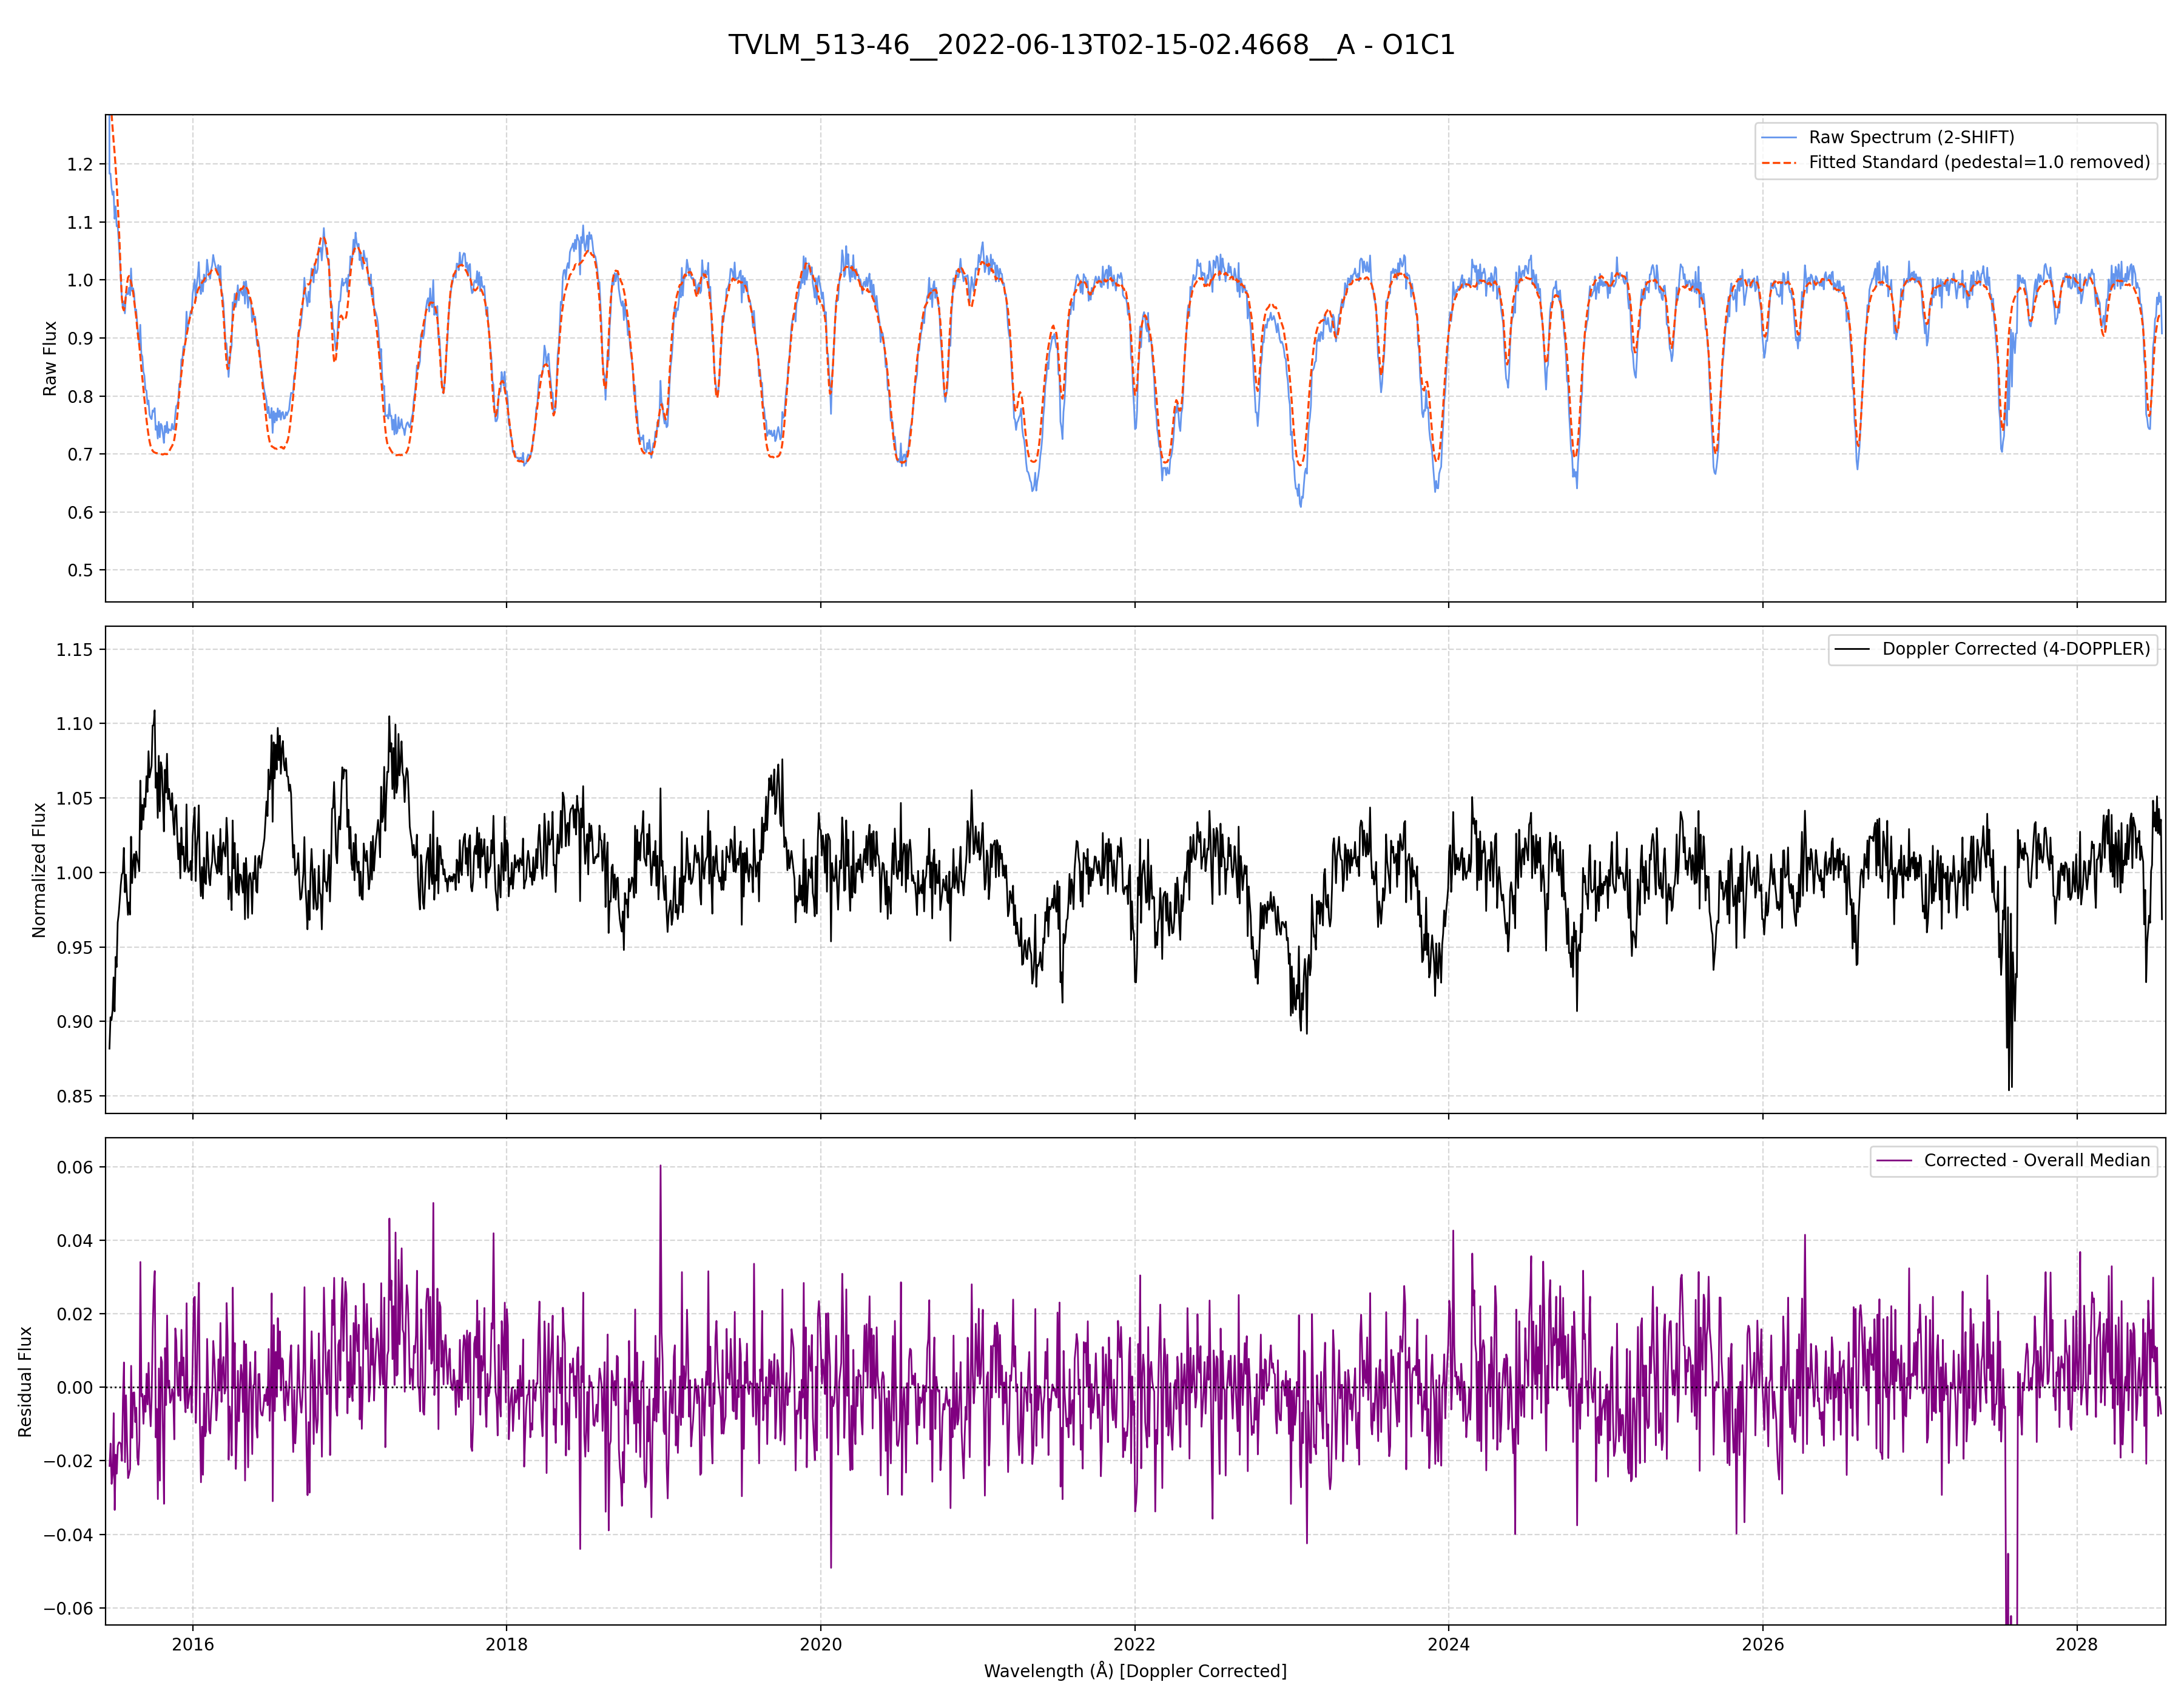 TVLM_513-46__2022-06-13T02-15-02.4668__A - O1C1
Raw Spectrum (2-SHIFT)
Fitted Standard (pedestal=1.0 removed)
1.2
1.1
1.0
0.9
0.8
0.7
0.6
0.5
Raw Flux
Doppler Corrected (4-DOPPLER)
1.15
1.10
1.05
1.00
0.95
0.90
0.85
Normalized Flux
Corrected - Overall Median
0.06
0.04
0.02
0.00
−0.02
−0.04
−0.06
Residual Flux
2016 2018 2020 2022 2024 2026 2028
Wavelength (Å) [Doppler Corrected]